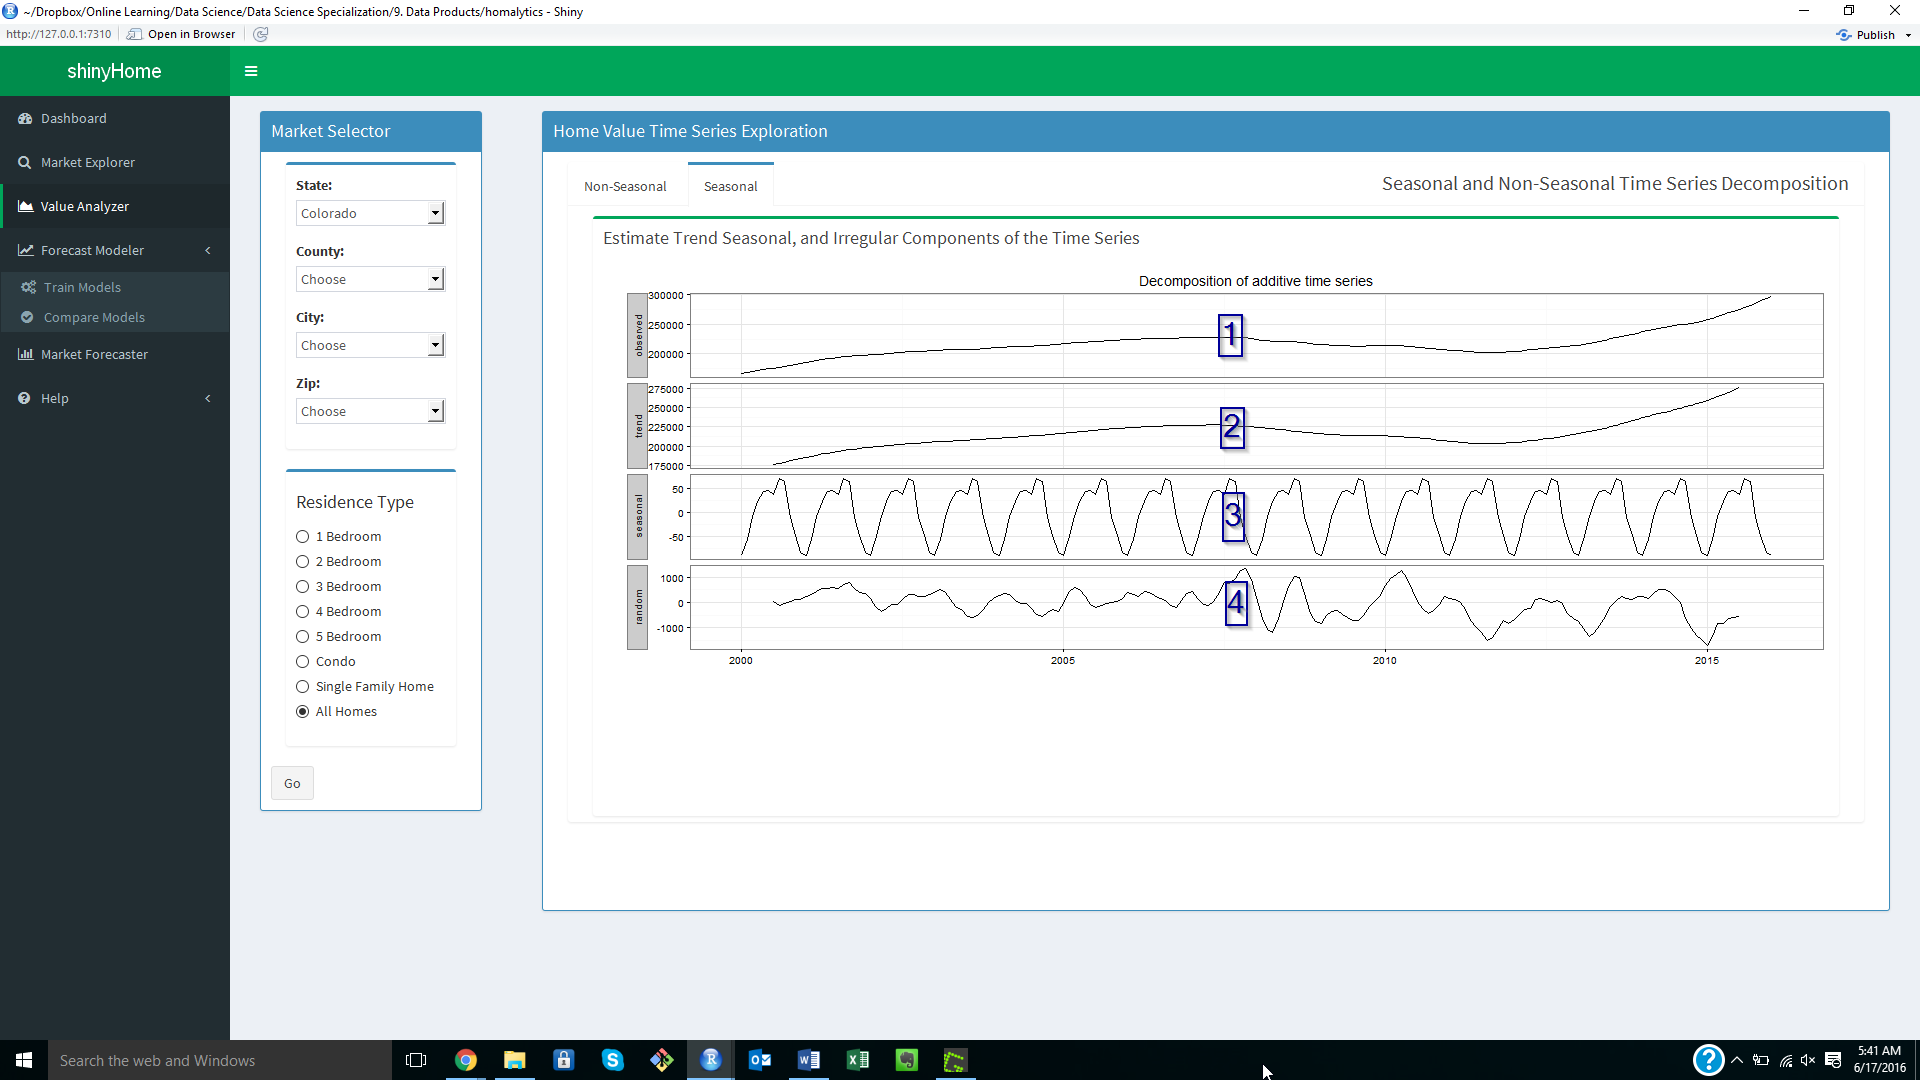 ~/Dropbox/Online Learning/Data Science/Data Science Specialization/9. Data Products/homalytics - Shiny
http://127.0.0.1:7310 Open in Browser Publish
shinyHome
Dashboard
Market Explorer
Value Analyzer
Forecast Modeler
Train Models
Compare Models
Market Forecaster
Help
Market Selector
State:
Colorado
County:
Choose
City:
Choose
Zip:
Choose
Residence Type
1 Bedroom
2 Bedroom
3 Bedroom
4 Bedroom
5 Bedroom
Condo
Single Family Home
All Homes
Go
Home Value Time Series Exploration
Non-Seasonal Seasonal Seasonal and Non-Seasonal Time Series Decomposition
Estimate Trend Seasonal, and Irregular Components of the Time Series
Decomposition of additive time series
observed
300000
250000
200000
1
trend
275000
250000
225000
200000
175000
2
seasonal
50
0
-50
3
random
1000
0
-1000
4
2000 2005 2010 2015
Search the web and Windows
5:41 AM
6/17/2016